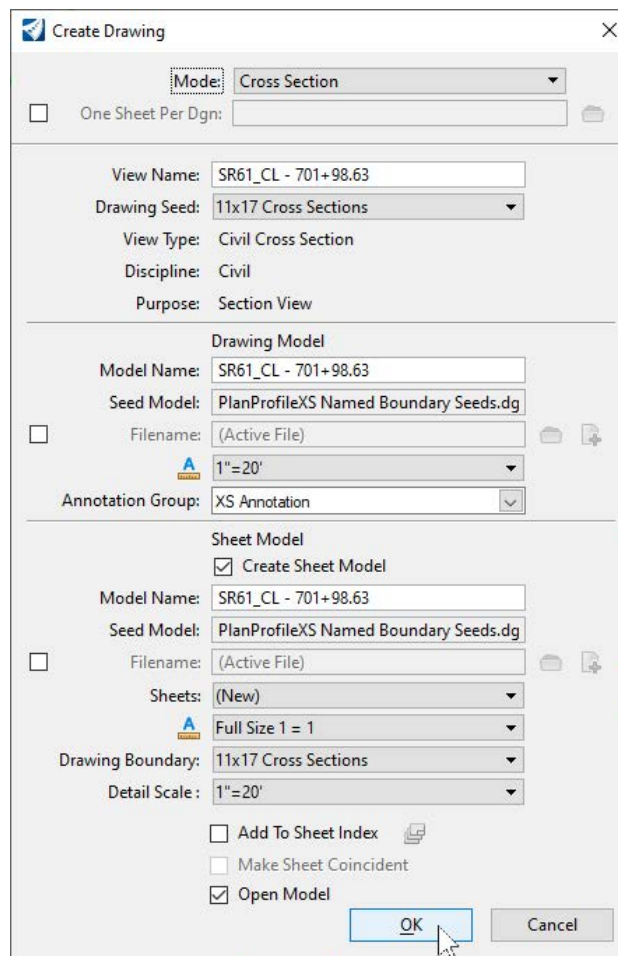 Create Drawing
Mode: Cross Section
One Sheet Per Dgn:
View Name: SR61_CL - 701+98.63
Drawing Seed: 11x17 Cross Sections
View Type: Civil Cross Section
Discipline: Civil
Purpose: Section View
Drawing Model
Model Name: SR61_CL - 701+98.63
Seed Model: PlanProfileXS Named Boundary Seeds.dg
Filename: (Active File)
A 1"=20'
Annotation Group: XS Annotation
Sheet Model
Create Sheet Model
Model Name: SR61_CL - 701+98.63
Seed Model: PlanProfileXS Named Boundary Seeds.dg
Filename: (Active File)
Sheets: (New)
A Full Size 1 = 1
Drawing Boundary: 11x17 Cross Sections
Detail Scale : 1"=20'
Add To Sheet Index
Make Sheet Coincident
Open Model
OK Cancel